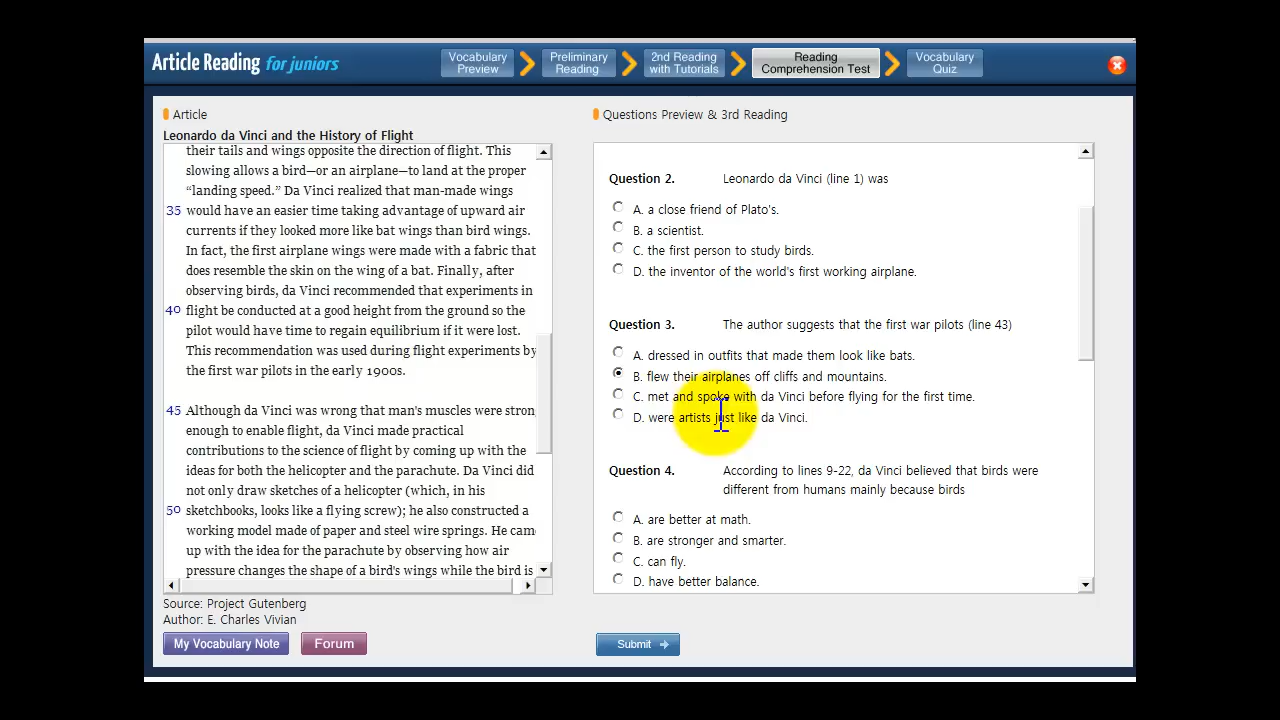 Article Reading for juniors
Vocabulary
Preview
Preliminary
Reading
2nd Reading
with Tutorials
Reading
Comprehension Test
Vocabulary
Quiz
Article
Leonardo da Vinci and the History of Flight
their tails and wings opposite the direction of flight. This
slowing allows a bird—or an airplane—to land at the proper
“landing speed.” Da Vinci realized that man-made wings
35 would have an easier time taking advantage of upward air
currents if they looked more like bat wings than bird wings.
In fact, the first airplane wings were made with a fabric that
does resemble the skin on the wing of a bat. Finally, after
observing birds, da Vinci recommended that experiments in
40 flight be conducted at a good height from the ground so the
pilot would have time to regain equilibrium if it were lost.
This recommendation was used during flight experiments by
the first war pilots in the early 1900s.
45 Although da Vinci was wrong that man's muscles were stron
enough to enable flight, da Vinci made practical
contributions to the science of flight by coming up with the
ideas for both the helicopter and the parachute. Da Vinci did
not only draw sketches of a helicopter (which, in his
50 sketchbooks, looks like a flying screw); he also constructed a
working model made of paper and steel wire springs. He came
up with the idea for the parachute by observing how air
pressure changes the shape of a bird's wings while the bird is
Source: Project Gutenberg
Author: E. Charles Vivian
My Vocabulary Note
Forum
Questions Preview & 3rd Reading
Question 2. Leonardo da Vinci (line 1) was
A. a close friend of Plato's.
B. a scientist.
C. the first person to study birds.
D. the inventor of the world's first working airplane.
Question 3. The author suggests that the first war pilots (line 43)
A. dressed in outfits that made them look like bats.
B. flew their airplanes off cliffs and mountains.
C. met and spoke with da Vinci before flying for the first time.
D. were artists just like da Vinci.
Question 4. According to lines 9-22, da Vinci believed that birds were
different from humans mainly because birds
A. are better at math.
B. are stronger and smarter.
C. can fly.
D. have better balance.
Submit